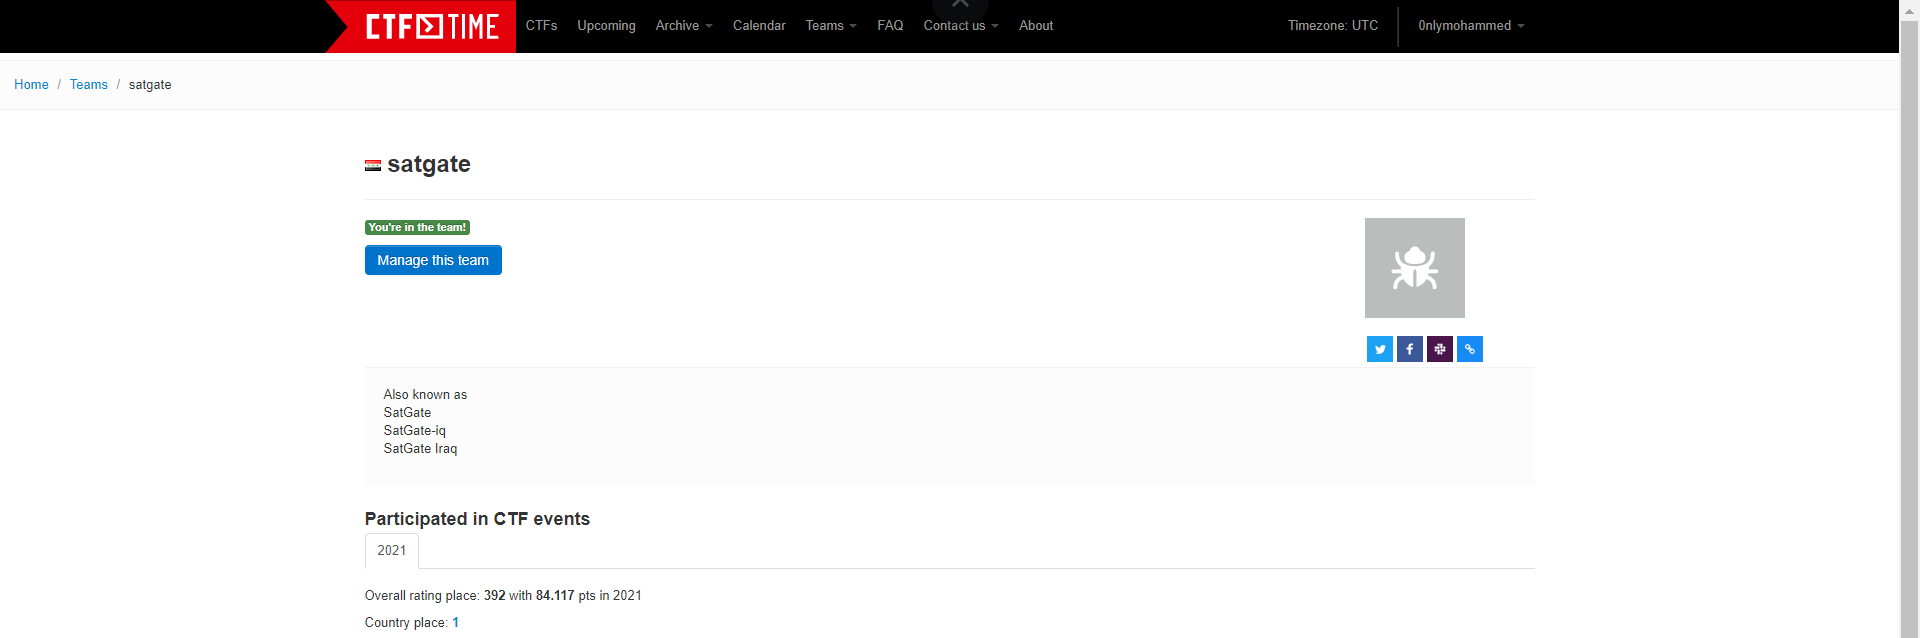 CTF TIME CTFs Upcoming Archive Calendar Teams FAQ Contact us About Timezone: UTC 0nlymohammed
Home / Teams / satgate
satgate
You're in the team!
Manage this team
Also known as
SatGate
SatGate-iq
SatGate Iraq
Participated in CTF events
2021
Overall rating place: 392 with 84.117 pts in 2021
Country place: 1